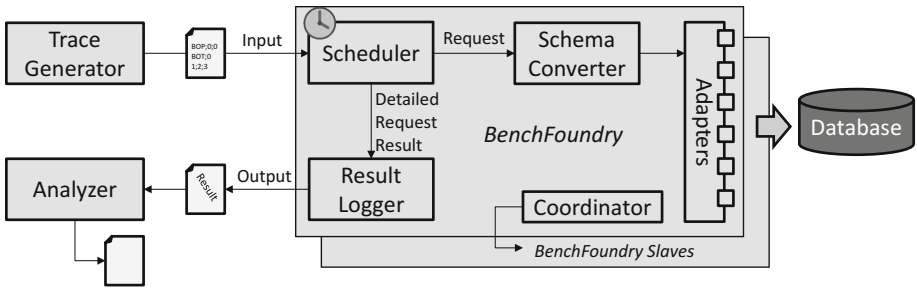 Trace
Generator
BOP;0;0
BOT;0
1;2;3
Input
Scheduler
Request
Schema
Converter
Adapters
Database
Detailed
Request
Result
BenchFoundry
Analyzer
Result
Output
Result
Logger
Coordinator
BenchFoundry Slaves